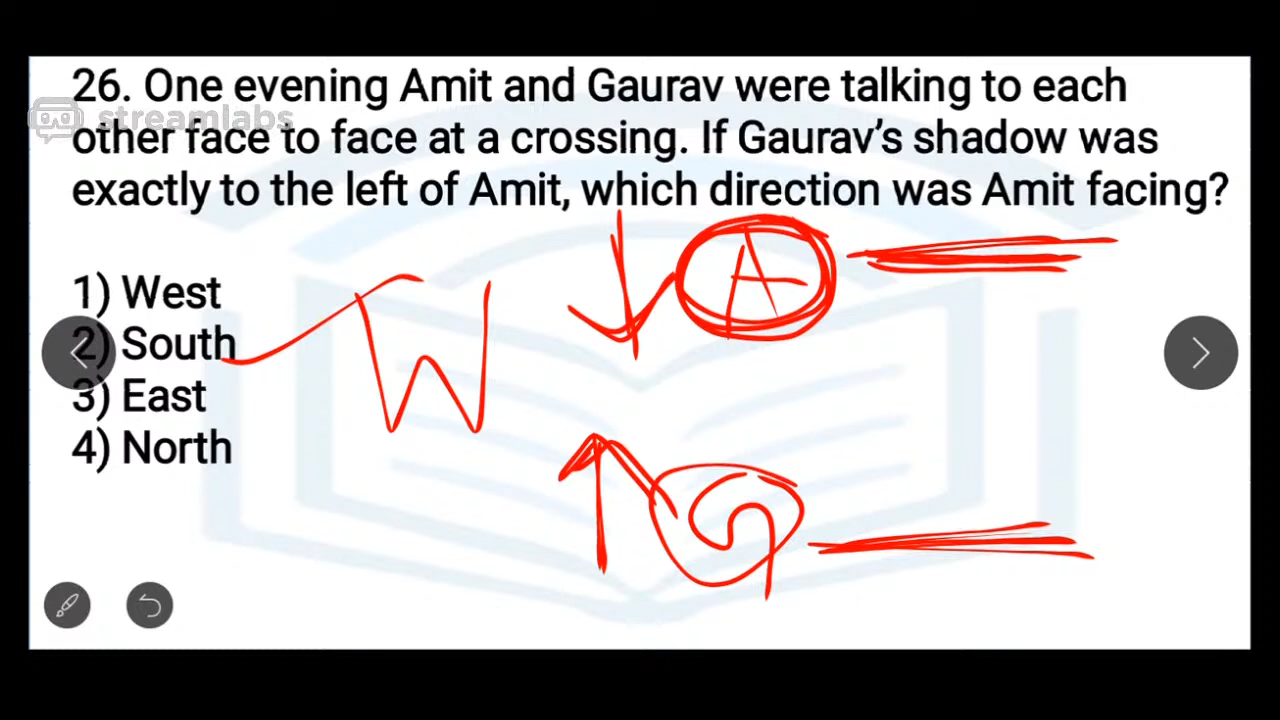 26. One evening Amit and Gaurav were talking to each
streamlabs
other face to face at a crossing. If Gaurav’s shadow was
exactly to the left of Amit, which direction was Amit facing?
1) West
2) South
3) East
4) North
W
A
G